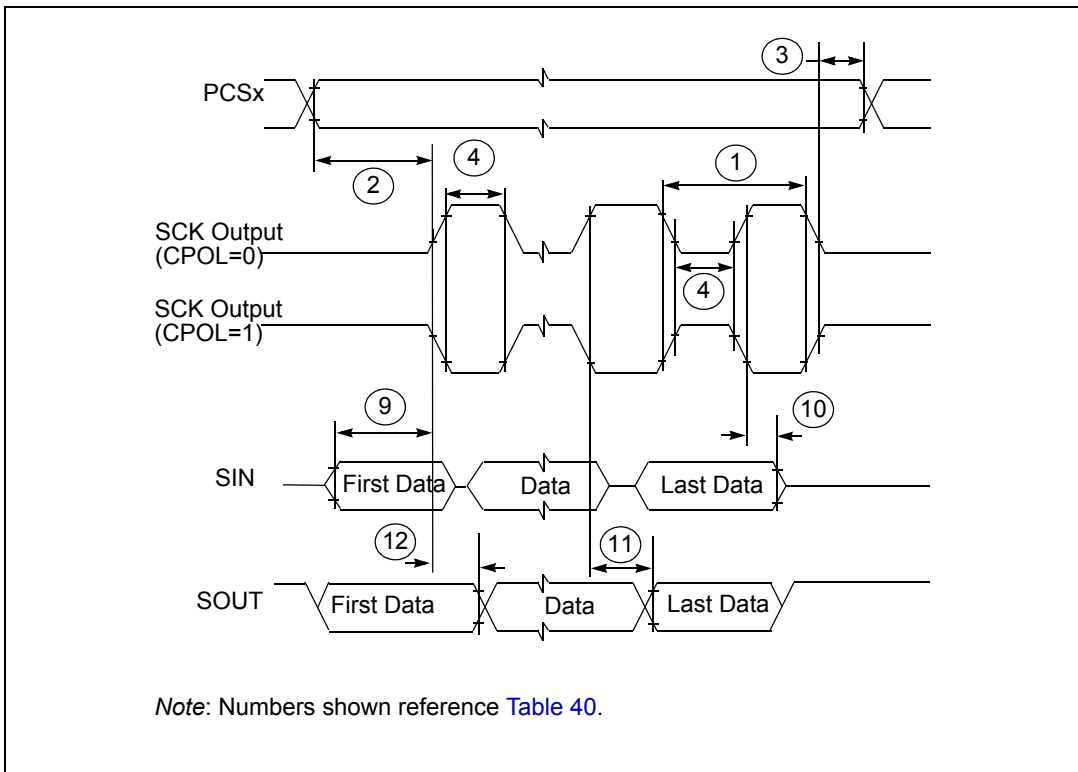 3
PCSx
2
4
1
SCK Output
(CPOL=0)
4
SCK Output
(CPOL=1)
9
10
SIN
First Data
Data
Last Data
12
11
SOUT
First Data
Data
Last Data
Note: Numbers shown reference Table 40.